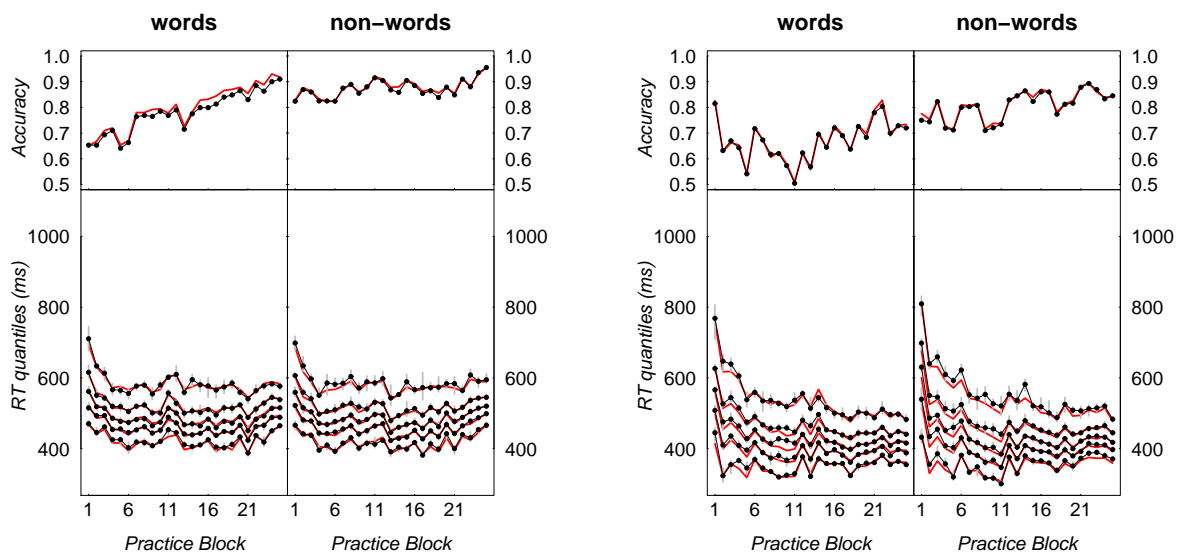 words non−words words non−words
1.0 1.0 1.0 1.0
0.9 0.9 0.9 0.9
Accuracy 0.8 0.8 Accuracy 0.8 0.8
0.7 0.7 0.7 0.7
0.6 0.6 0.6 0.6
0.5 0.5 0.5 0.5
1000 1000 1000 1000
RT quantiles (ms) 800 800 RT quantiles (ms) 800 800
600 600 600 600
400 400 400 400
1 6 11 16 21 1 6 11 16 21 1 6 11 16 21 1 6 11 16 21
Practice Block Practice Block Practice Block Practice Block